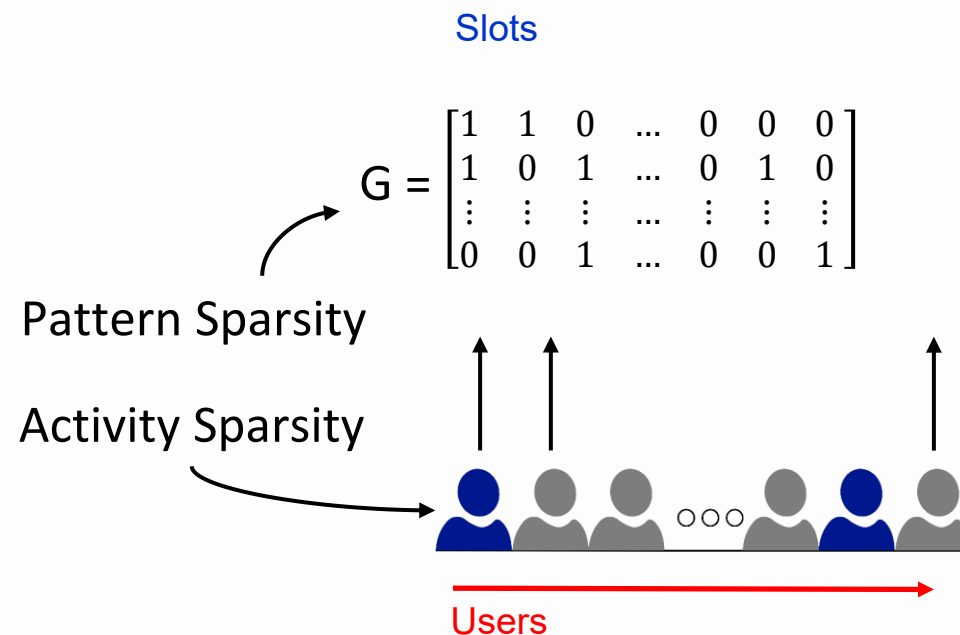 Slots
G = [1 1 0 ... 0 0 0
1 0 1 ... 0 1 0
⋮ ⋮ ⋮ ... ⋮ ⋮ ⋮
0 0 1 ... 0 0 1]
Pattern Sparsity
Activity Sparsity
Users